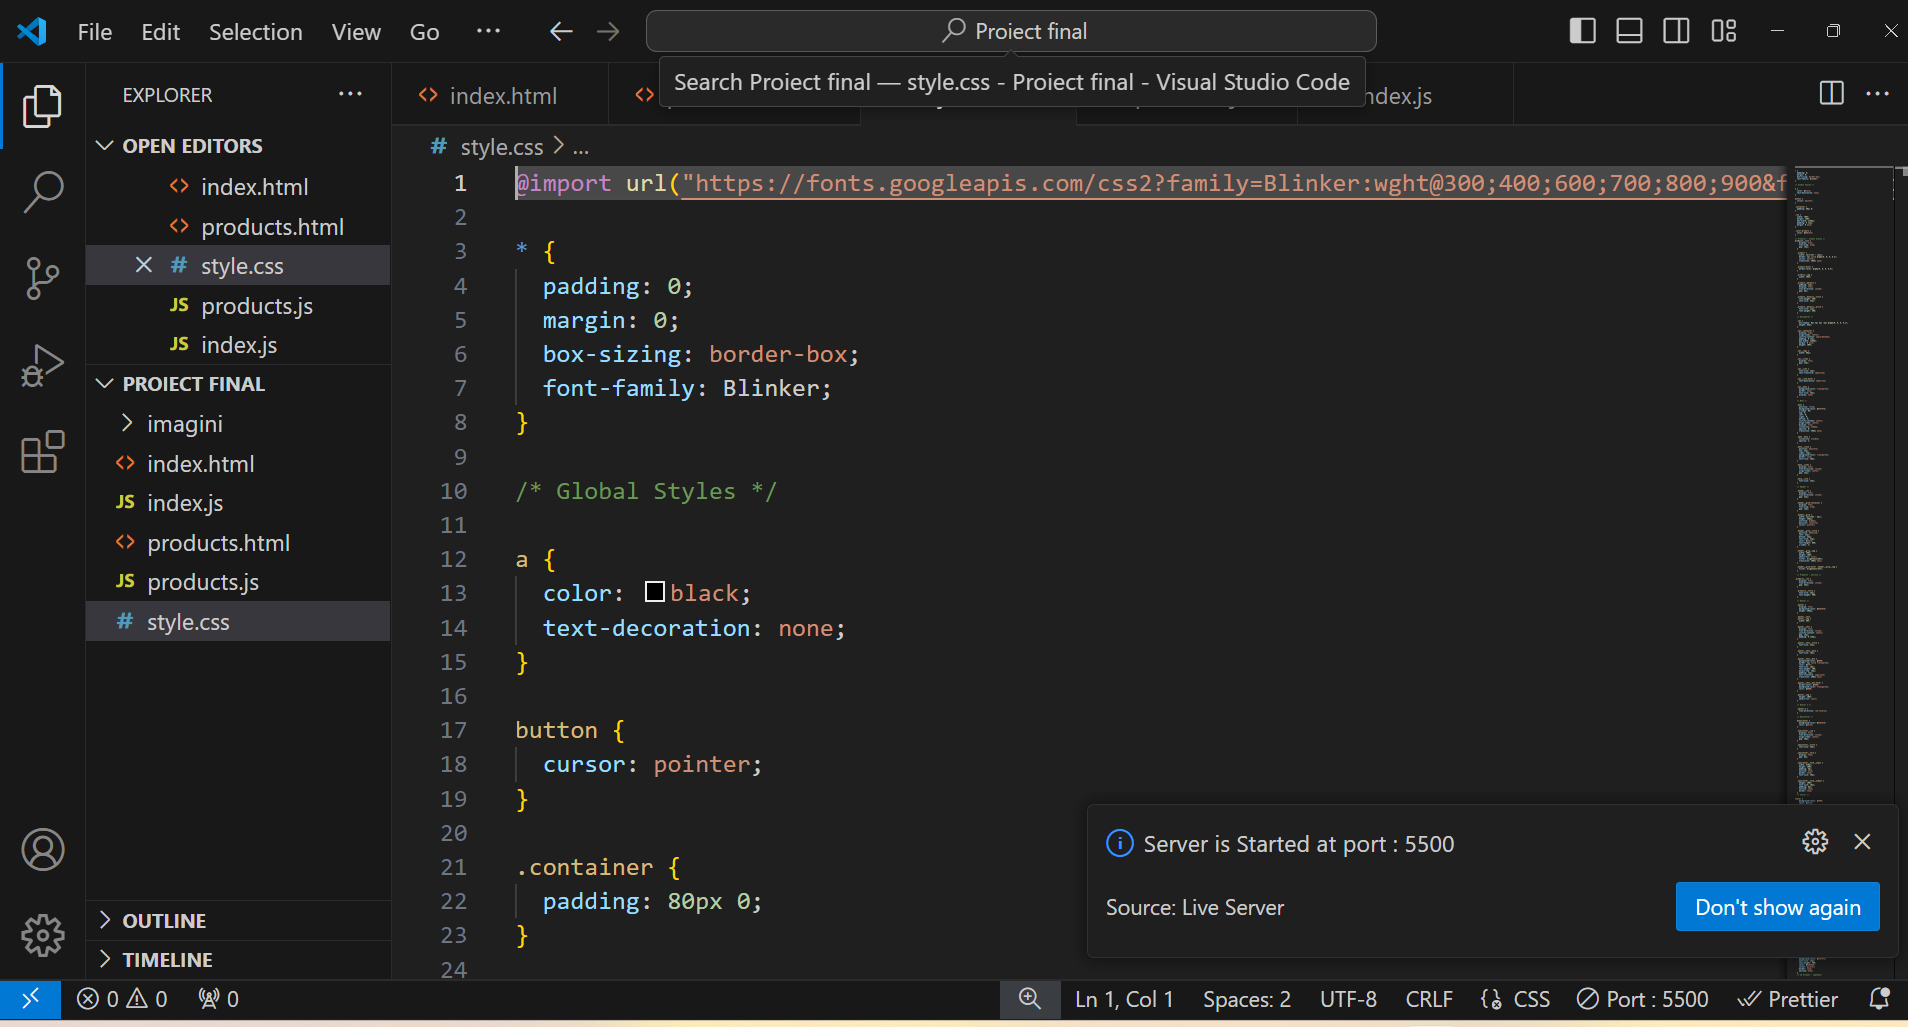 File Edit Selection View Go ··· Proiect final
Search Proiect final — style.css - Proiect final - Visual Studio Code
EXPLORER ···
index.html
ndex.js
OPEN EDITORS
index.html
products.html
# style.css
JS products.js
JS index.js
PROIECT FINAL
imagini
index.html
JS index.js
products.html
JS products.js
# style.css
OUTLINE
TIMELINE
# style.css > ...
1 @import url("https://fonts.googleapis.com/css2?family=Blinker:wght@300;400;600;700;800;900&f
2
3 * {
4 padding: 0;
5 margin: 0;
6 box-sizing: border-box;
7 font-family: Blinker;
8 }
9
10 /* Global Styles */
11
12 a {
13 color: black;
14 text-decoration: none;
15 }
16
17 button {
18 cursor: pointer;
19 }
20
21 .container {
22 padding: 80px 0;
23 }
24
Server is Started at port : 5500
Source: Live Server
Don't show again
0 0 0 Ln 1, Col 1 Spaces: 2 UTF-8 CRLF CSS Port : 5500 Prettier